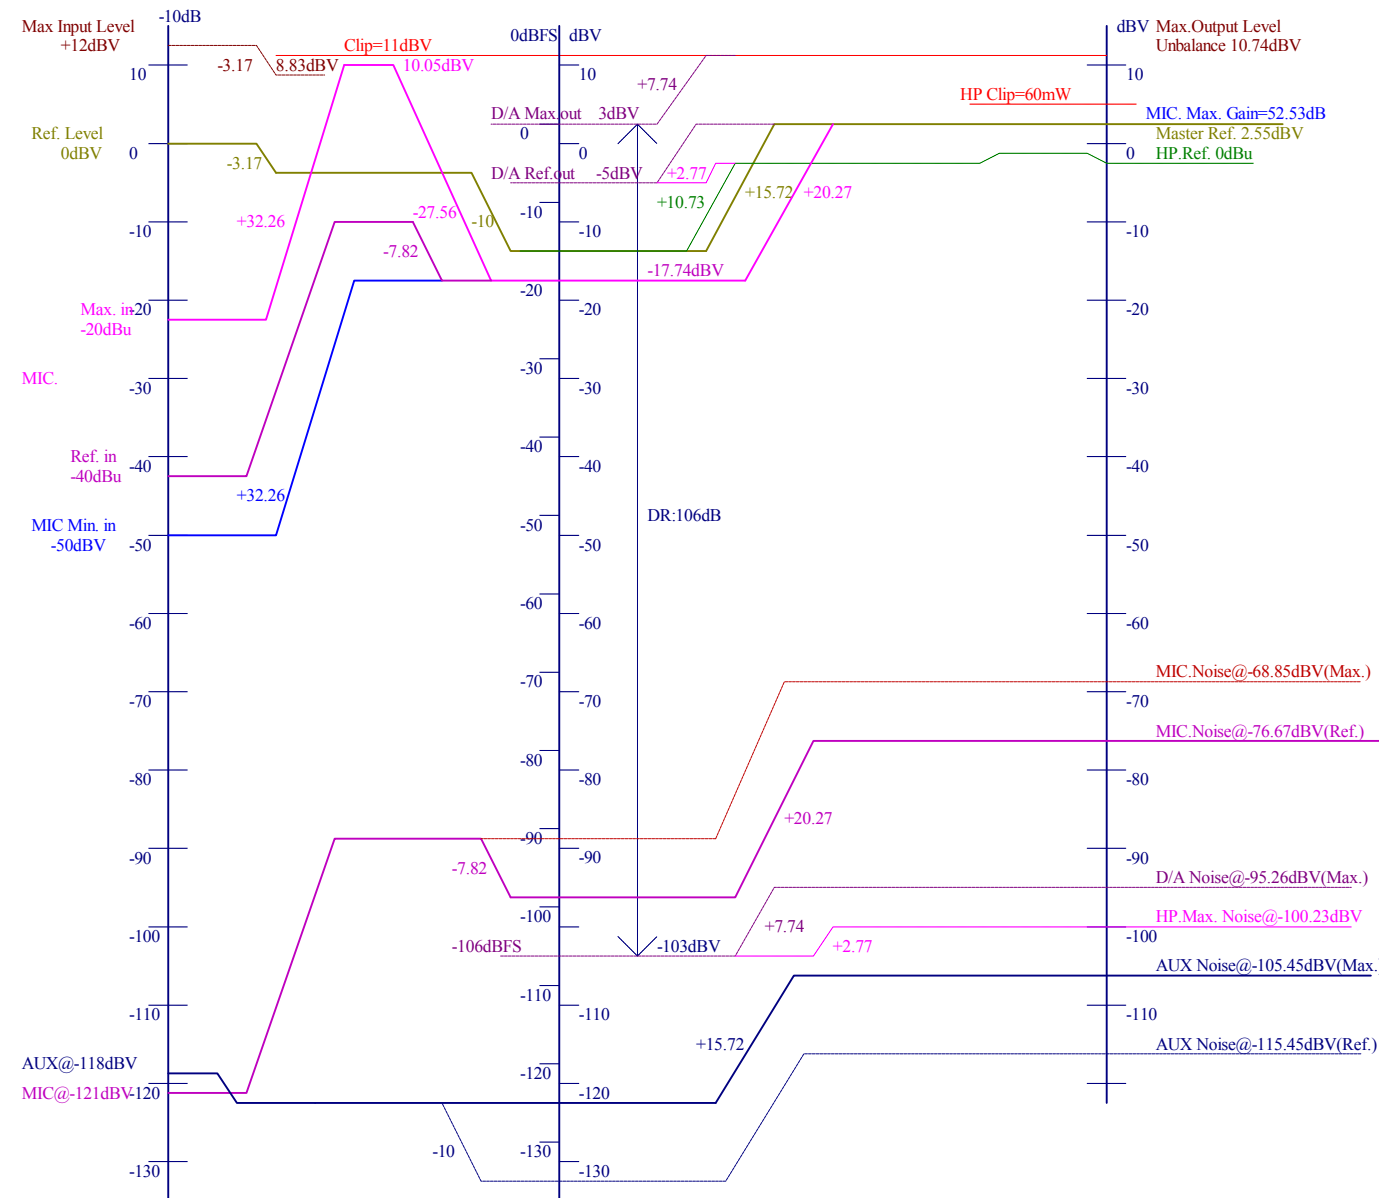 -10dB
Max Input Level
+12dBV
-3.17
8.83dBV
Clip=11dBV
10.05dBV
0dBFS
dBV
+7.74
dBV
Max.Output Level
Unbalance 10.74dBV
10
10
10
HP Clip=60mW
D/A Max.out
3dBV
MIC. Max. Gain=52.53dB
Ref. Level
0dBV
0
-3.17
0
0
0
Master Ref. 2.55dBV
HP.Ref. 0dBu
D/A Ref.out
-5dBV
+2.77
+10.73
+15.72
+20.27
+32.26
-27.56
-10
-10
-7.82
-10
-10
-10
-17.74dBV
Max. in
-20dBu
-20
-20
-20
-20
MIC.
-30
-30
-30
-30
Ref. in
-40dBu
-40
-40
-40
-40
+32.26
MIC Min. in
-50dBV
-50
-50
-50
-50
DR:106dB
-60
-60
-60
-60
MIC.Noise@-68.85dBV(Max.)
-70
-70
-70
-70
MIC.Noise@-76.67dBV(Ref.)
-80
-80
-80
-80
+20.27
-90
-90
-90
-90
-7.82
D/A Noise@-95.26dBV(Max.)
-100
-100
HP.Max. Noise@-100.23dBV
+7.74
-100
-106dBFS
-103dBV
+2.77
AUX Noise@-105.45dBV(Max.
-110
-110
-110
-110
+15.72
AUX Noise@-115.45dBV(Ref.)
AUX@-118dBV
MIC@-121dBV
-120
-120
-120
-10
-130
-130
-130